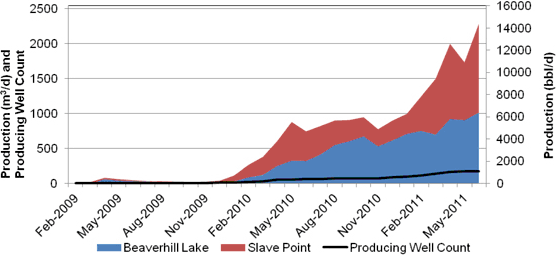 Production (m³/d) and
Producing Well Count
2500
2000
1500
1000
500
0
16000
14000
12000
10000
8000
6000
4000
2000
0
Production (bbl/d)
Feb-2009
May-2009
Aug-2009
Nov-2009
Feb-2010
May-2010
Aug-2010
Nov-2010
Feb-2011
May-2011
Beaverhill Lake
Slave Point
Producing Well Count